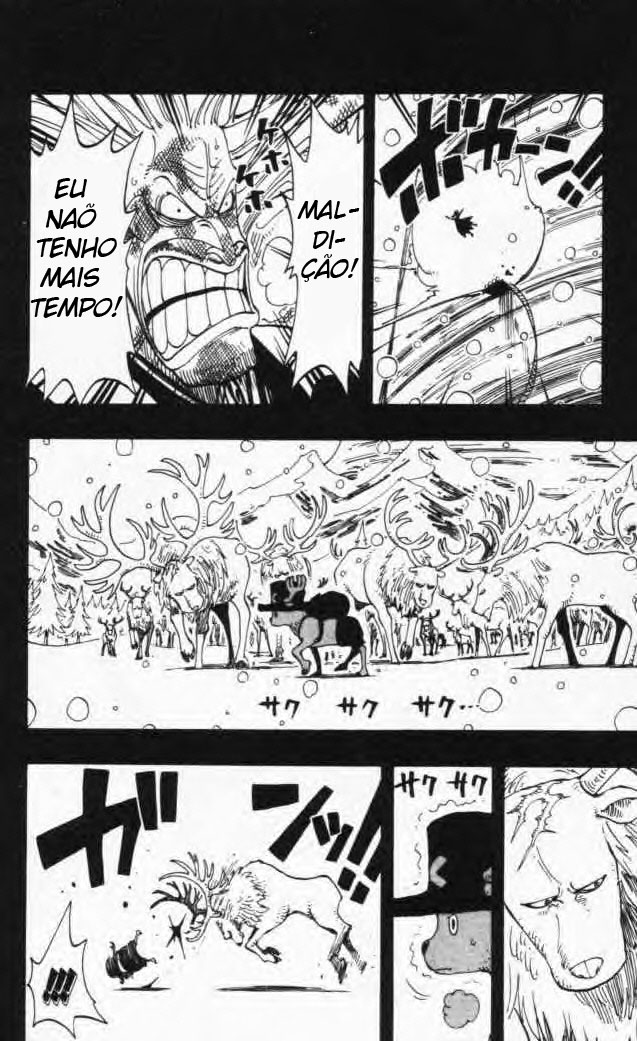 ボカーン!!
MAL-
DI-
ÇÃO!
ケホ、
ケホ、
EU
NAÕ
TENHO
MAIS
TEMPO!
サク サク サク…
サク サク
ガンッ!!
!!!